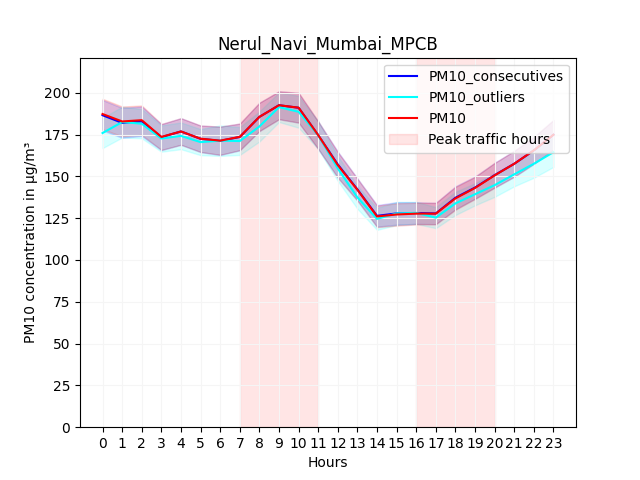 Nerul_Navi_Mumbai_MPCB
PM10_consecutives
PM10_outliers
PM10
Peak traffic hours
PM10 concentration in µg/m³
200
175
150
125
100
75
50
25
0
0 1 2 3 4 5 6 7 8 9 10 11 12 13 14 15 16 17 18 19 20 21 22 23
Hours